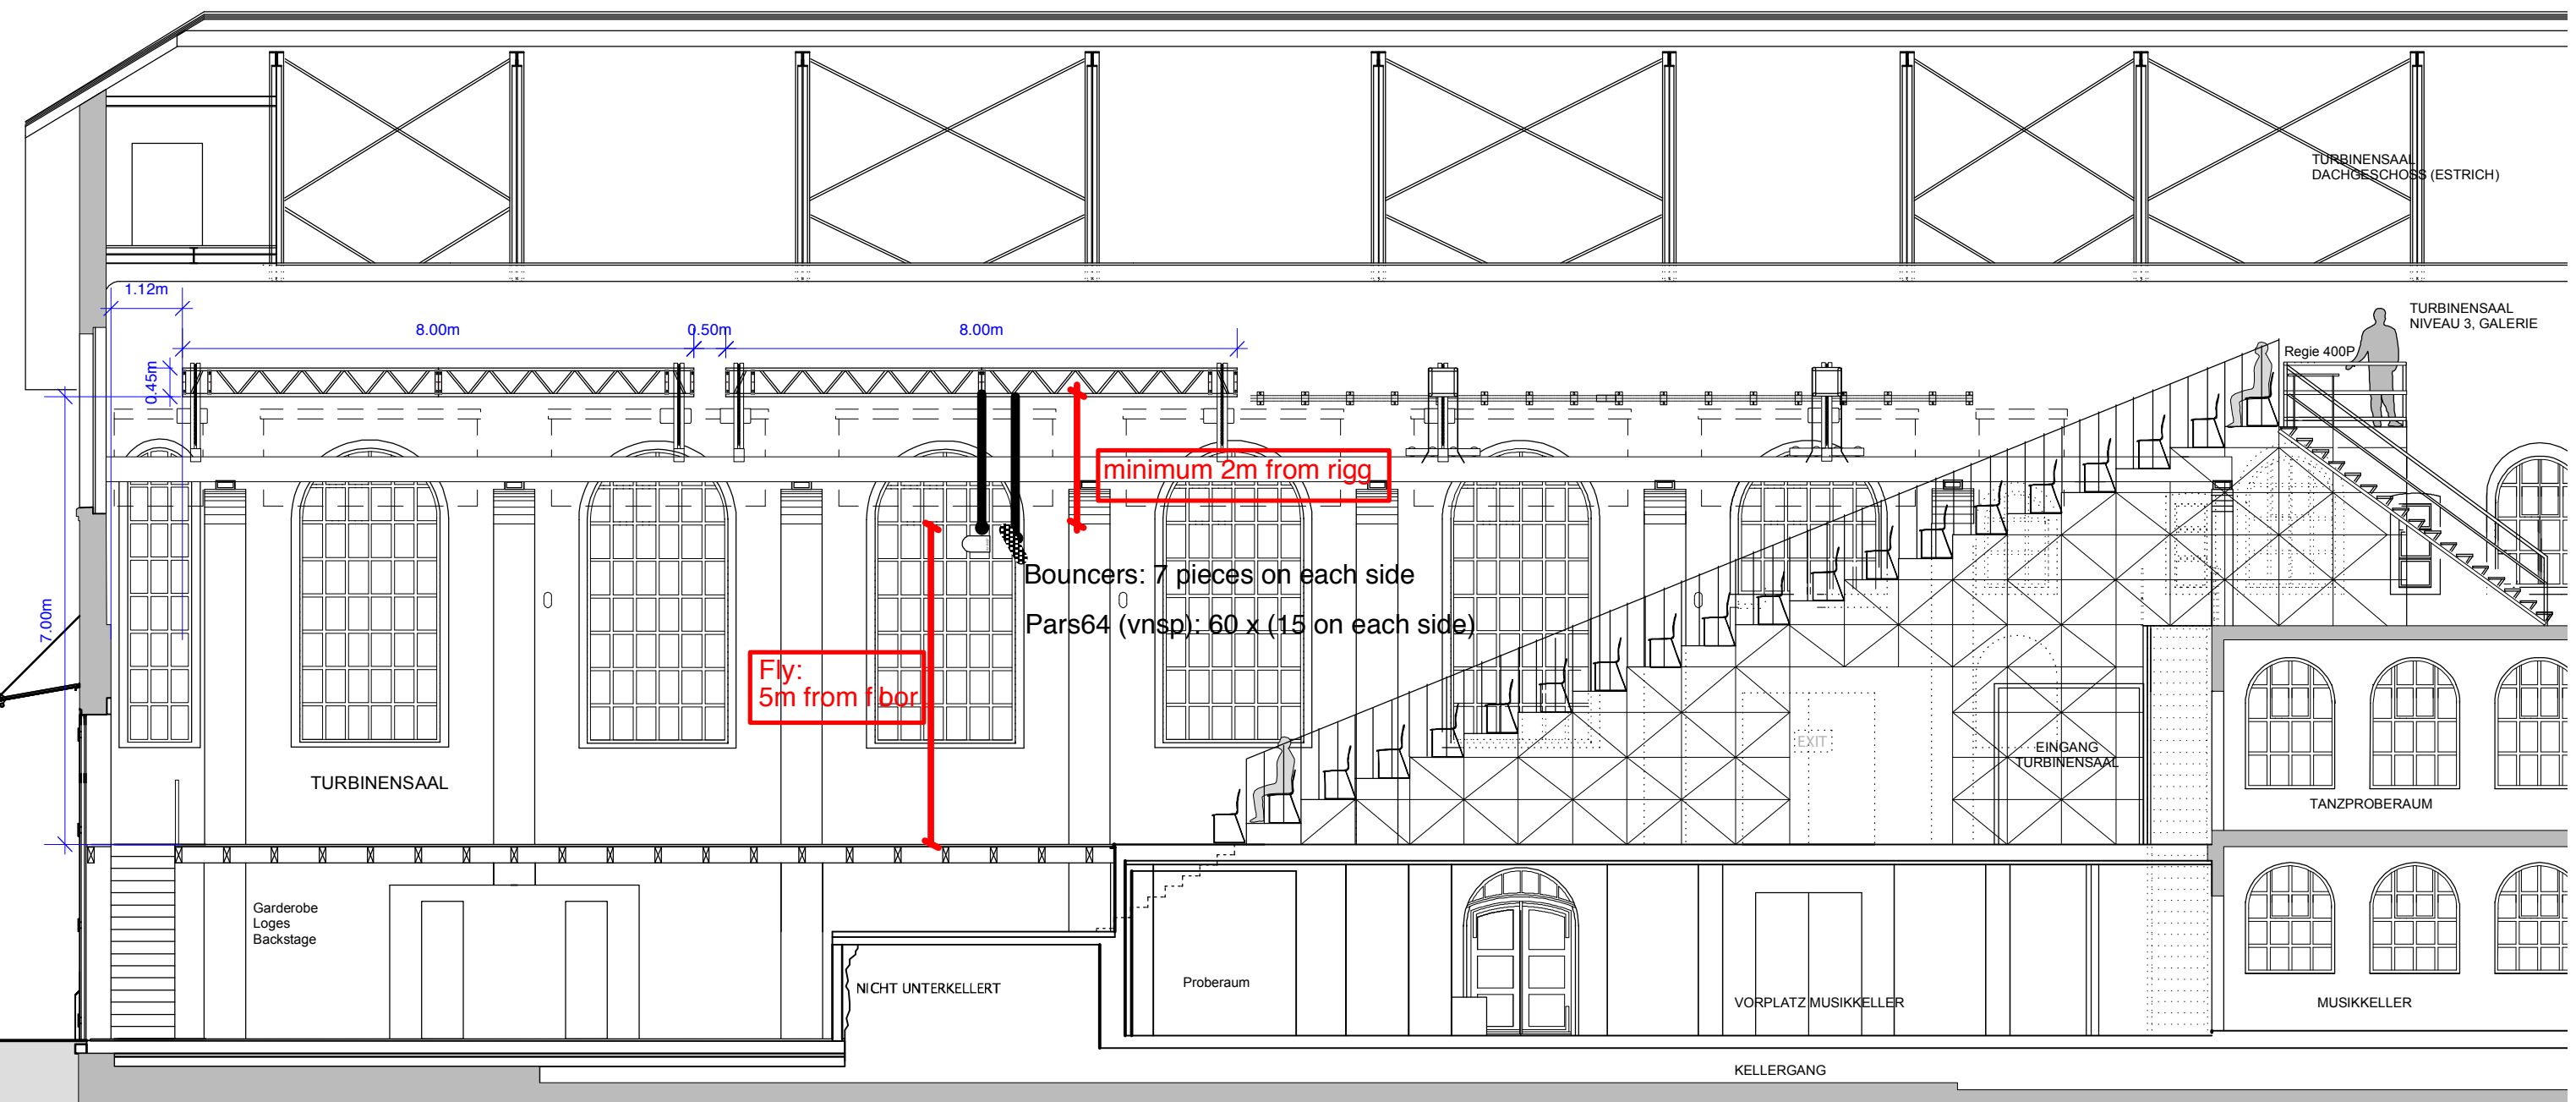 TURBINENSAAL
DACHGESCHOSS (ESTRICH)
1.12m
8.00m
0.50m
8.00m
TURBINENSAAL
NIVEAU 3, GALERIE
Regie 400P
0.45m
minimum 2m from rigg
Bouncers: 7 pieces on each side
Pars64 (vnsp): 60 x (15 on each side)
7.00m
Fly:
5m from floor
EXIT
EINGANG
TURBINENSAAL
TURBINENSAAL
TANZPROBERAUM
Garderobe
Loges
Backstage
NICHT UNTERKELLERT
Proberaum
VORPLATZ MUSIKKELLER
MUSIKKELLER
KELLERGANG